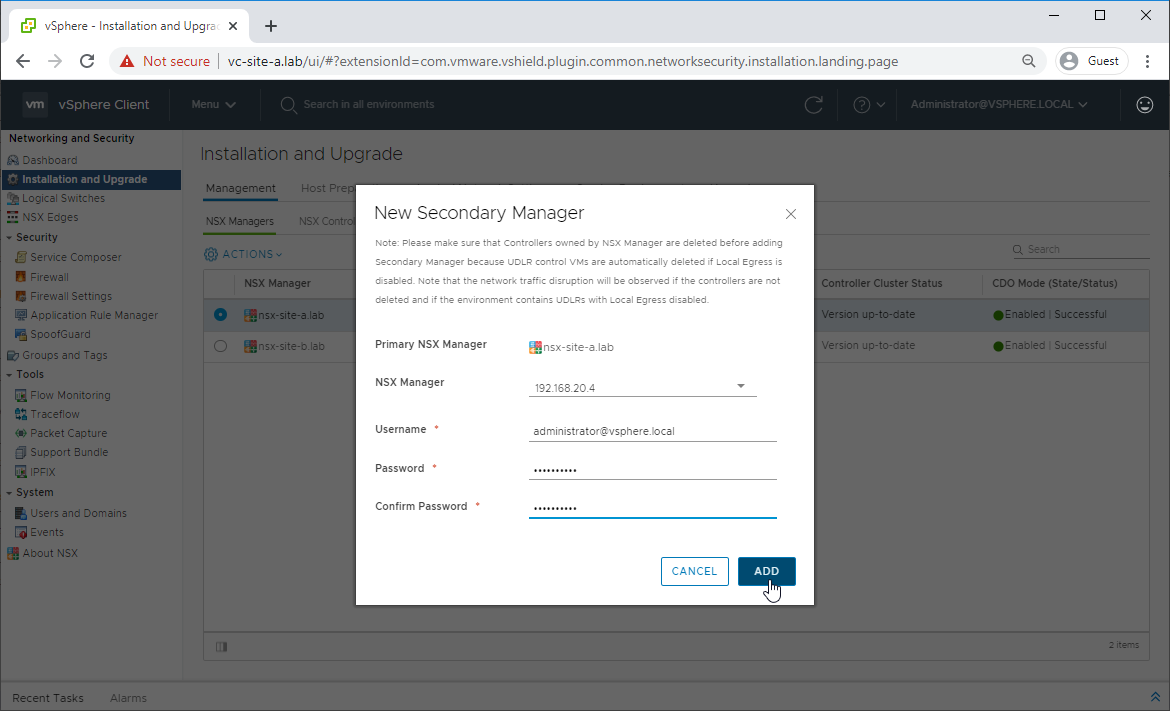 vSphere - Installation and Upgra
Not secure
vc-site-a.lab/ui/#?extensionId=com.vmware.vshield.plugin.common.networksecurity.installation.landing.page
Guest
vm
vSphere Client
Menu
Search in all environments
Administrator@VSPHERE.LOCAL
Networking and Security
Dashboard
Installation and Upgrade
Logical Switches
NSX Edges
Security
Service Composer
Firewall
Firewall Settings
Application Rule Manager
SpoofGuard
Groups and Tags
Tools
Flow Monitoring
Traceflow
Packet Capture
Support Bundle
IPFIX
System
Users and Domains
Events
About NSX
Installation and Upgrade
Management
Host Prep
NSX Managers
NSX Control
ACTIONS
Search
NSX Manager
Controller Cluster Status
CDO Mode (State/Status)
nsx-site-a.lab
Version up-to-date
Enabled | Successful
nsx-site-b.lab
Version up-to-date
Enabled | Successful
2 items
New Secondary Manager
Note: Please make sure that Controllers owned by NSX Manager are deleted before adding
Secondary Manager because UDLR control VMs are automatically deleted if Local Egress is
disabled. Note that the network traffic disruption will be observed if the controllers are not
deleted and if the environment contains UDLRs with Local Egress disabled.
Primary NSX Manager
nsx-site-a.lab
NSX Manager
192.168.20.4
Username *
administrator@vsphere.local
Password *
••••••••••
Confirm Password *
••••••••••
CANCEL
ADD
Recent Tasks
Alarms